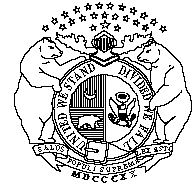 UNITED WE STAND DIVIDED WE FALL
SALUS POPULI SUPREMA LEX ESTO
MDCCCXX